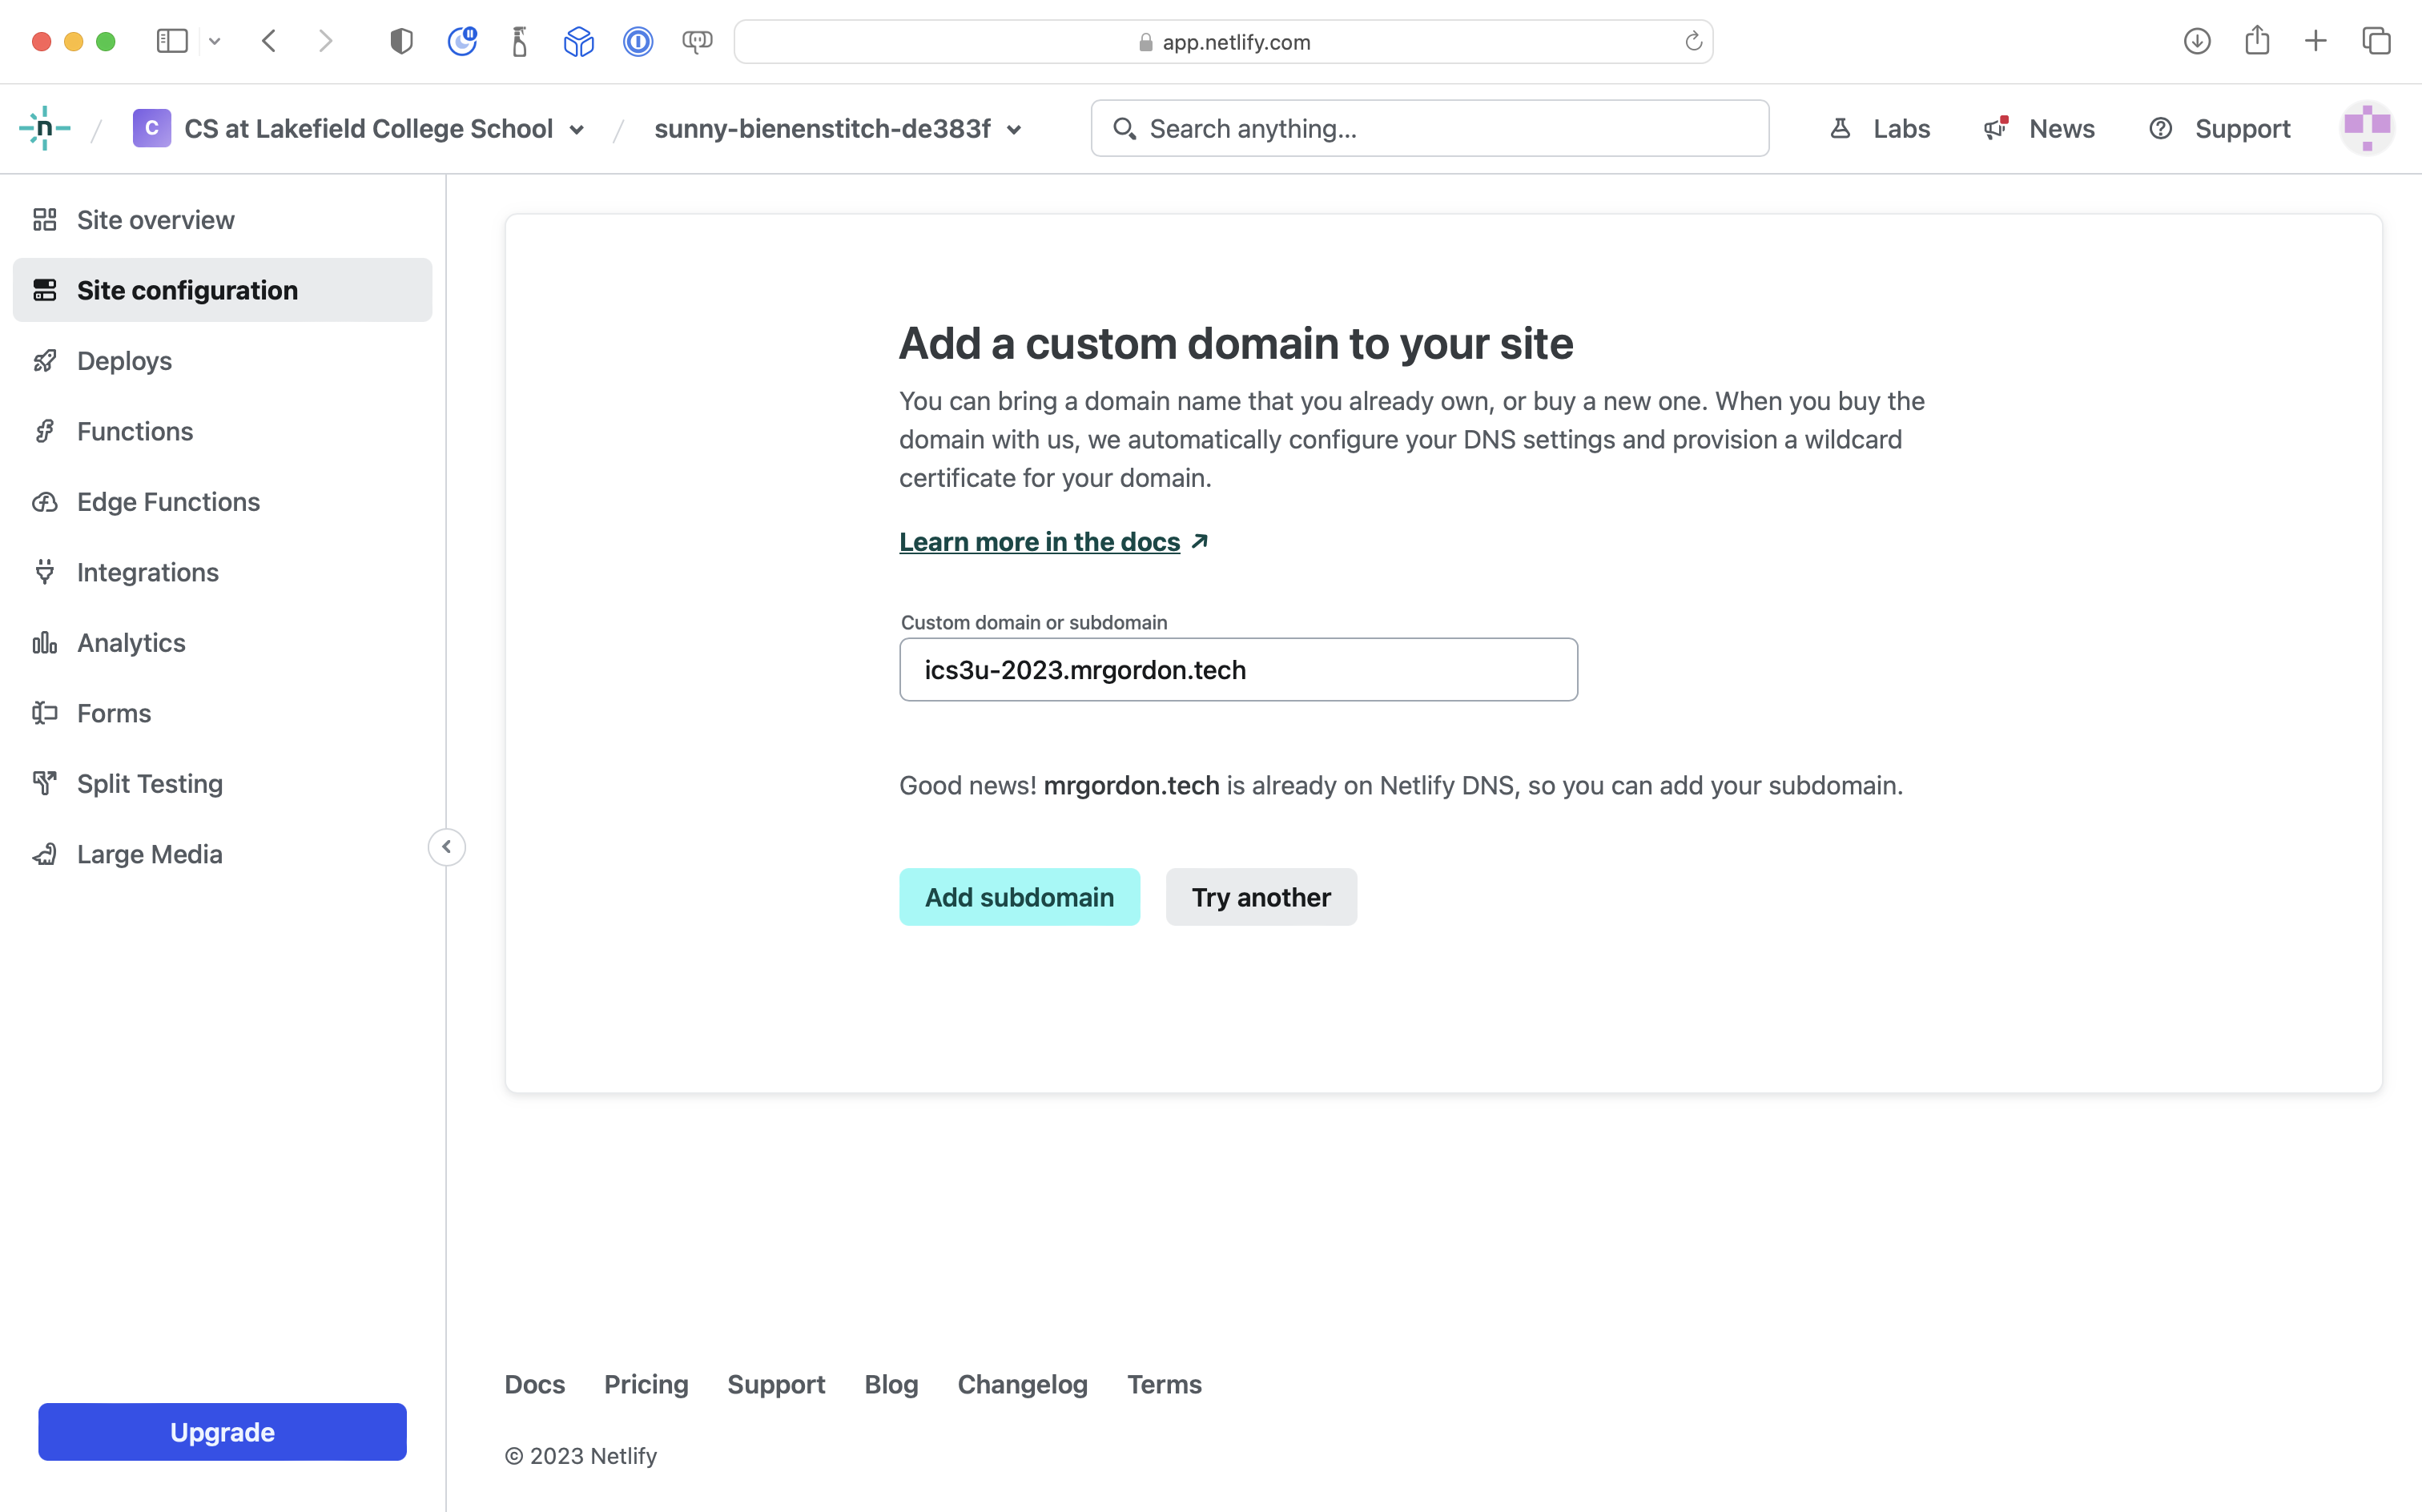 app.netlify.com
n
C
CS at Lakefield College School
sunny-bienenstitch-de383f
Search anything...
Labs
News
Support
Site overview
Site configuration
Deploys
Functions
Edge Functions
Integrations
Analytics
Forms
Split Testing
Large Media
Upgrade
Add a custom domain to your site
You can bring a domain name that you already own, or buy a new one. When you buy the
domain with us, we automatically configure your DNS settings and provision a wildcard
certificate for your domain.
Learn more in the docs
Custom domain or subdomain
ics3u-2023.mrgordon.tech
Good news! mrgordon.tech is already on Netlify DNS, so you can add your subdomain.
Add subdomain
Try another
Docs
Pricing
Support
Blog
Changelog
Terms
© 2023 Netlify